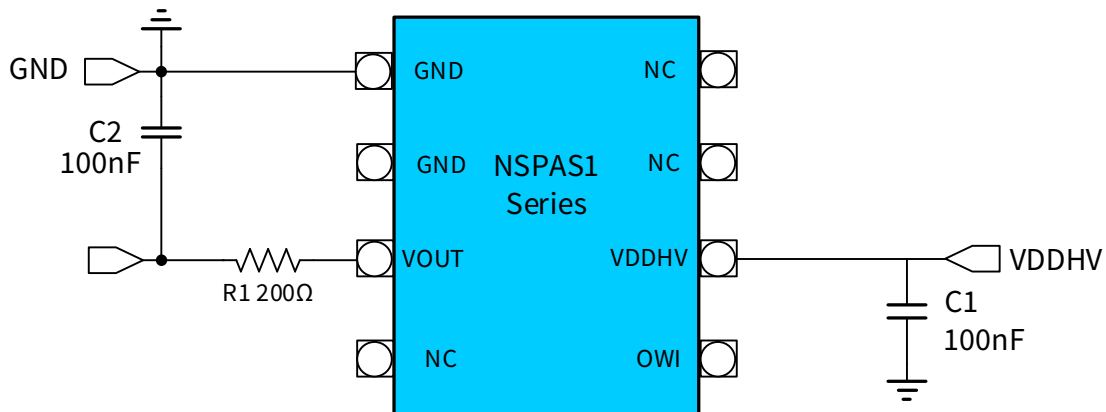 GND
GND
NC
C2
100nF
GND
NSPAS1
Series
NC
VOUT
VDDHV
VDDHV
R1 200Ω
C1
100nF
NC
OWI